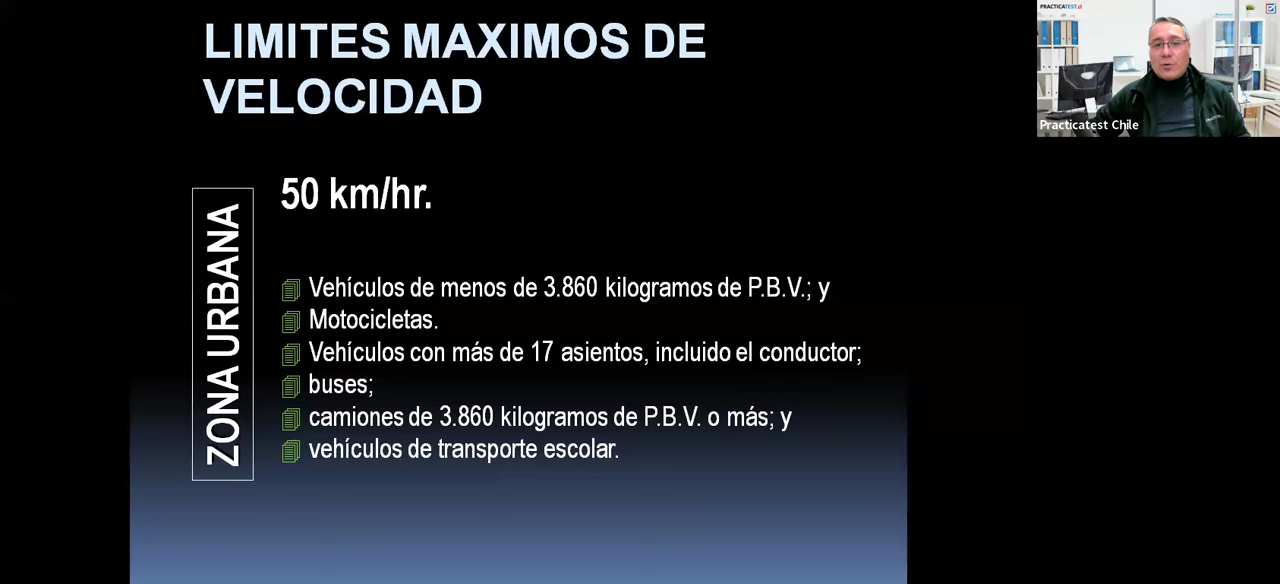 LIMITES MAXIMOS DE
VELOCIDAD
ZONA URBANA
50 km/hr.
Vehículos de menos de 3.860 kilogramos de P.B.V.; y
Motocicletas.
Vehículos con más de 17 asientos, incluido el conductor;
buses;
camiones de 3.860 kilogramos de P.B.V. o más; y
vehículos de transporte escolar.
PRACTICATEST.cl
Practicatest Chile